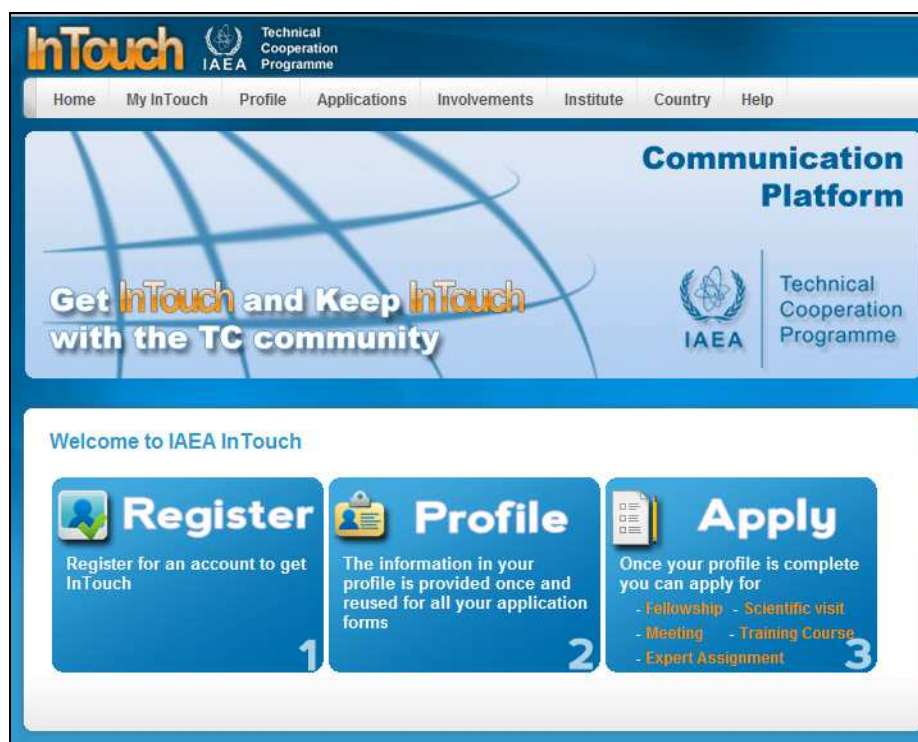 InTouch
IAEA
Technical
Cooperation
Programme
Home My InTouch Profile Applications Involvements Institute Country Help
Communication
Platform
Get InTouch and Keep InTouch
with the TC community
IAEA
Technical
Cooperation
Programme
Welcome to IAEA InTouch
Register
Register for an account to get
InTouch
1
Profile
The information in your
profile is provided once and
reused for all your application
forms
2
Apply
Once your profile is complete
you can apply for
- Fellowship - Scientific visit
- Meeting - Training Course
- Expert Assignment
3